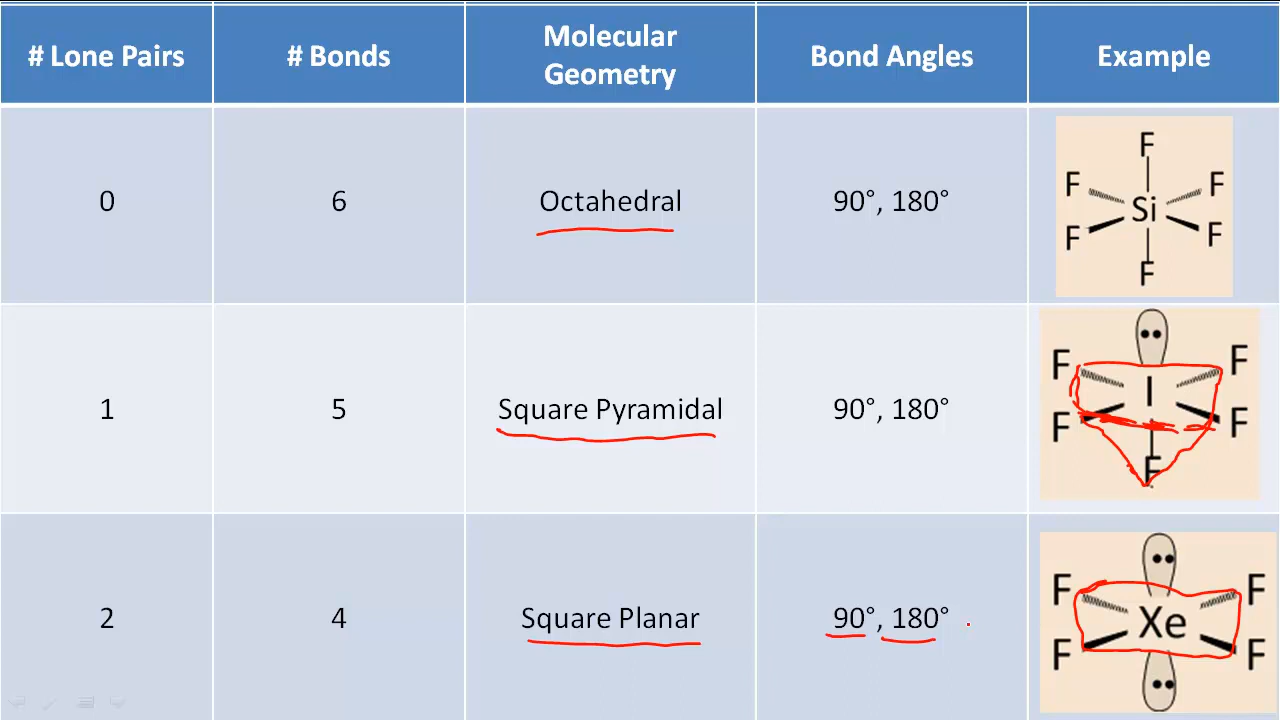 # Lone Pairs
# Bonds
Molecular
Geometry
Bond Angles
Example
0
6
Octahedral
90°, 180°
F
F
F
Si
F
F
F
1
5
Square Pyramidal
90°, 180°
F
F
I
F
F
F
2
4
Square Planar
90°, 180°
F
F
Xe
F
F